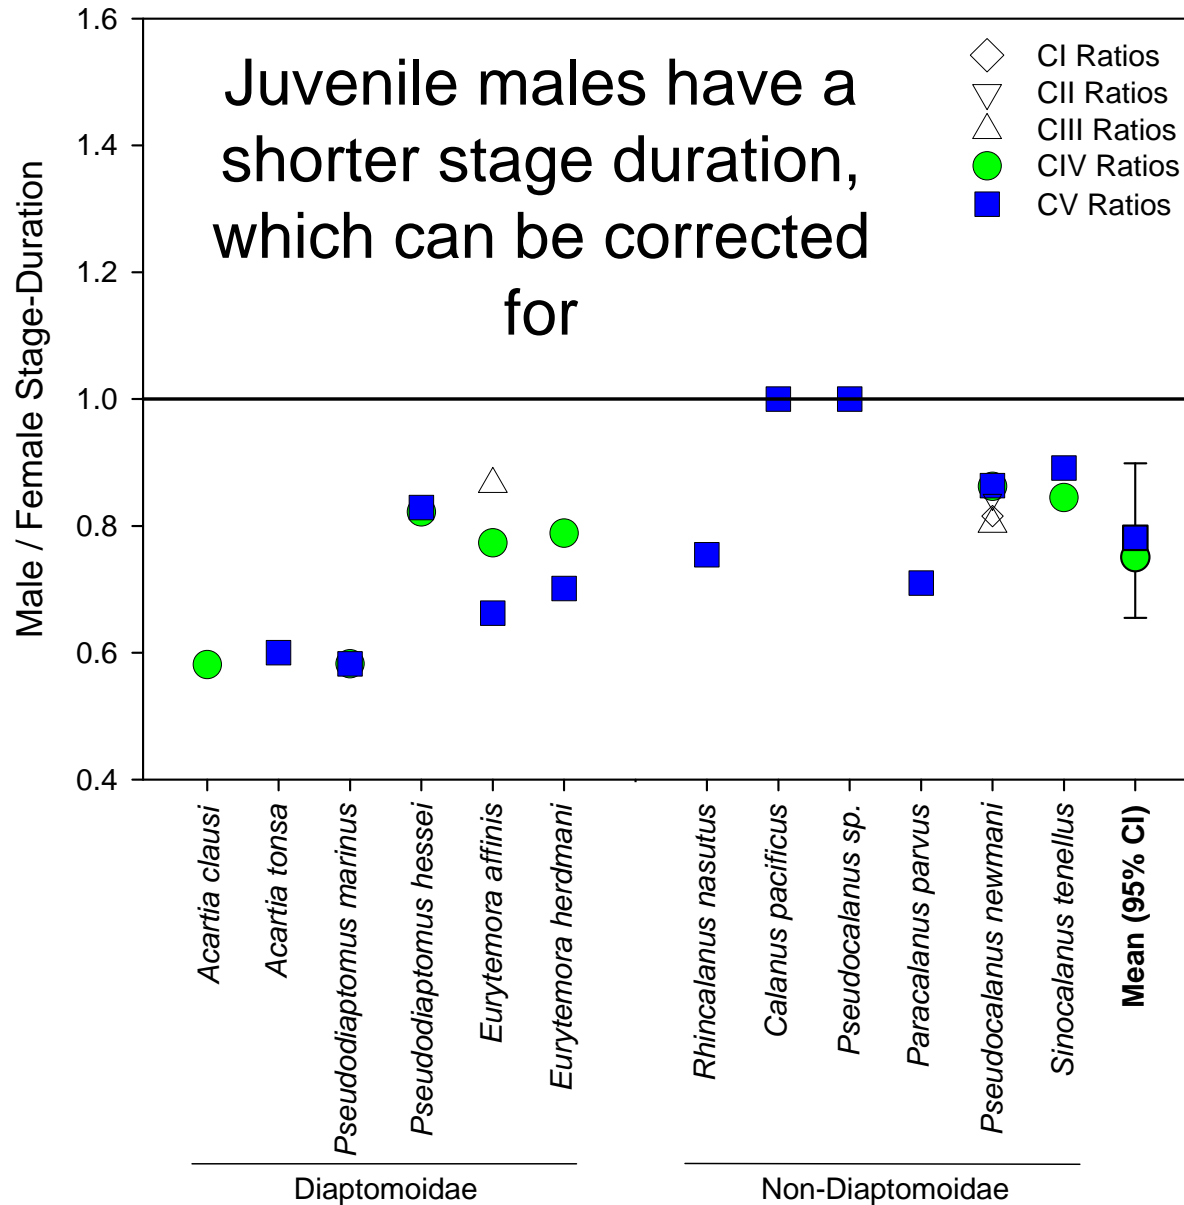 Juvenile males have a
shorter stage duration,
which can be corrected
for
CI Ratios
CII Ratios
CIII Ratios
CIV Ratios
CV Ratios
Male / Female Stage-Duration
1.6
1.4
1.2
1.0
0.8
0.6
0.4
Acartia clausi
Acartia tonsa
Pseudodiaptomus marinus
Pseudodiaptomus hessei
Eurytemora affinis
Eurytemora herdmani
Rhincalanus nasutus
Calanus pacificus
Pseudocalanus sp.
Paracalanus parvus
Pseudocalanus newmani
Sinocalanus tenellus
Mean (95% CI)
Diaptomoidae
Non-Diaptomoidae